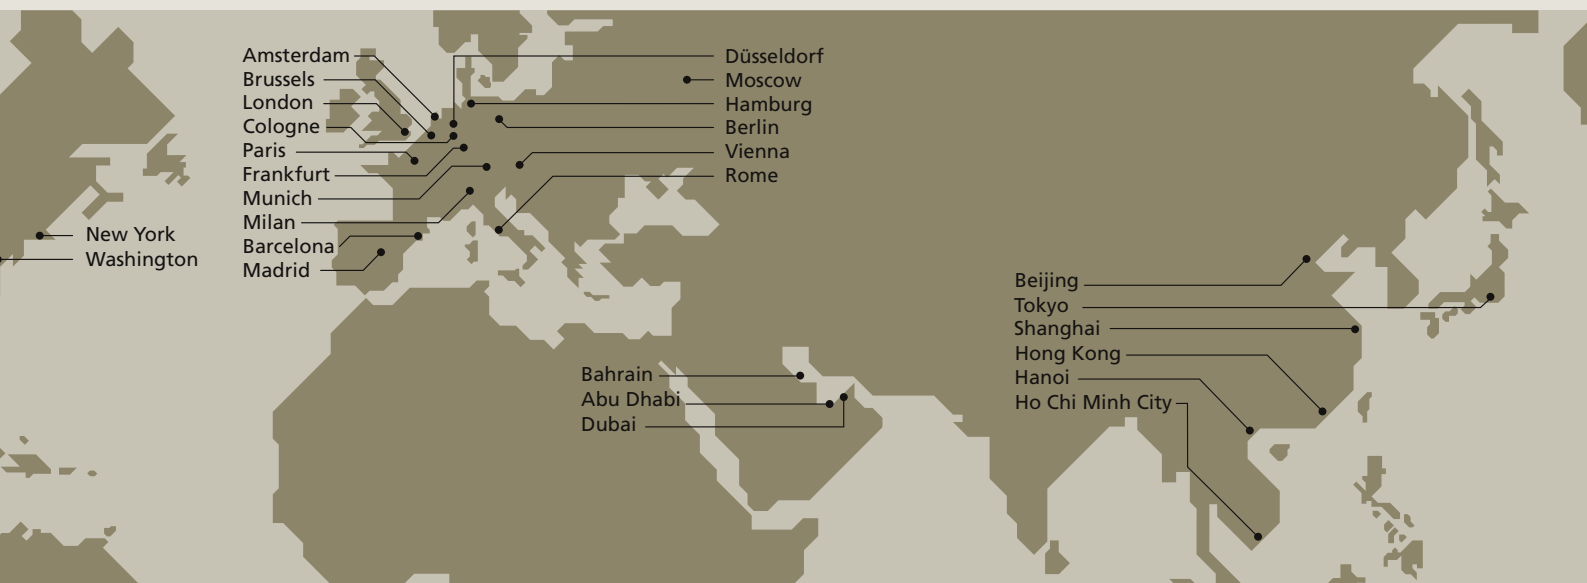 New York
Washington
Amsterdam
Brussels
London
Cologne
Paris
Frankfurt
Munich
Milan
Barcelona
Madrid
Düsseldorf
Moscow
Hamburg
Berlin
Vienna
Rome
Bahrain
Abu Dhabi
Dubai
Beijing
Tokyo
Shanghai
Hong Kong
Hanoi
Ho Chi Minh City